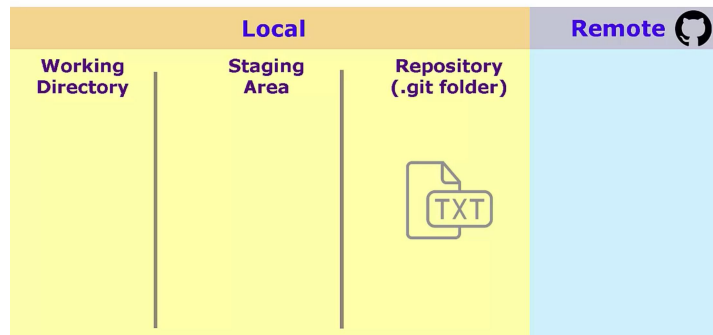 Local
Remote
Working
Directory
Staging
Area
Repository
(.git folder)
TXT